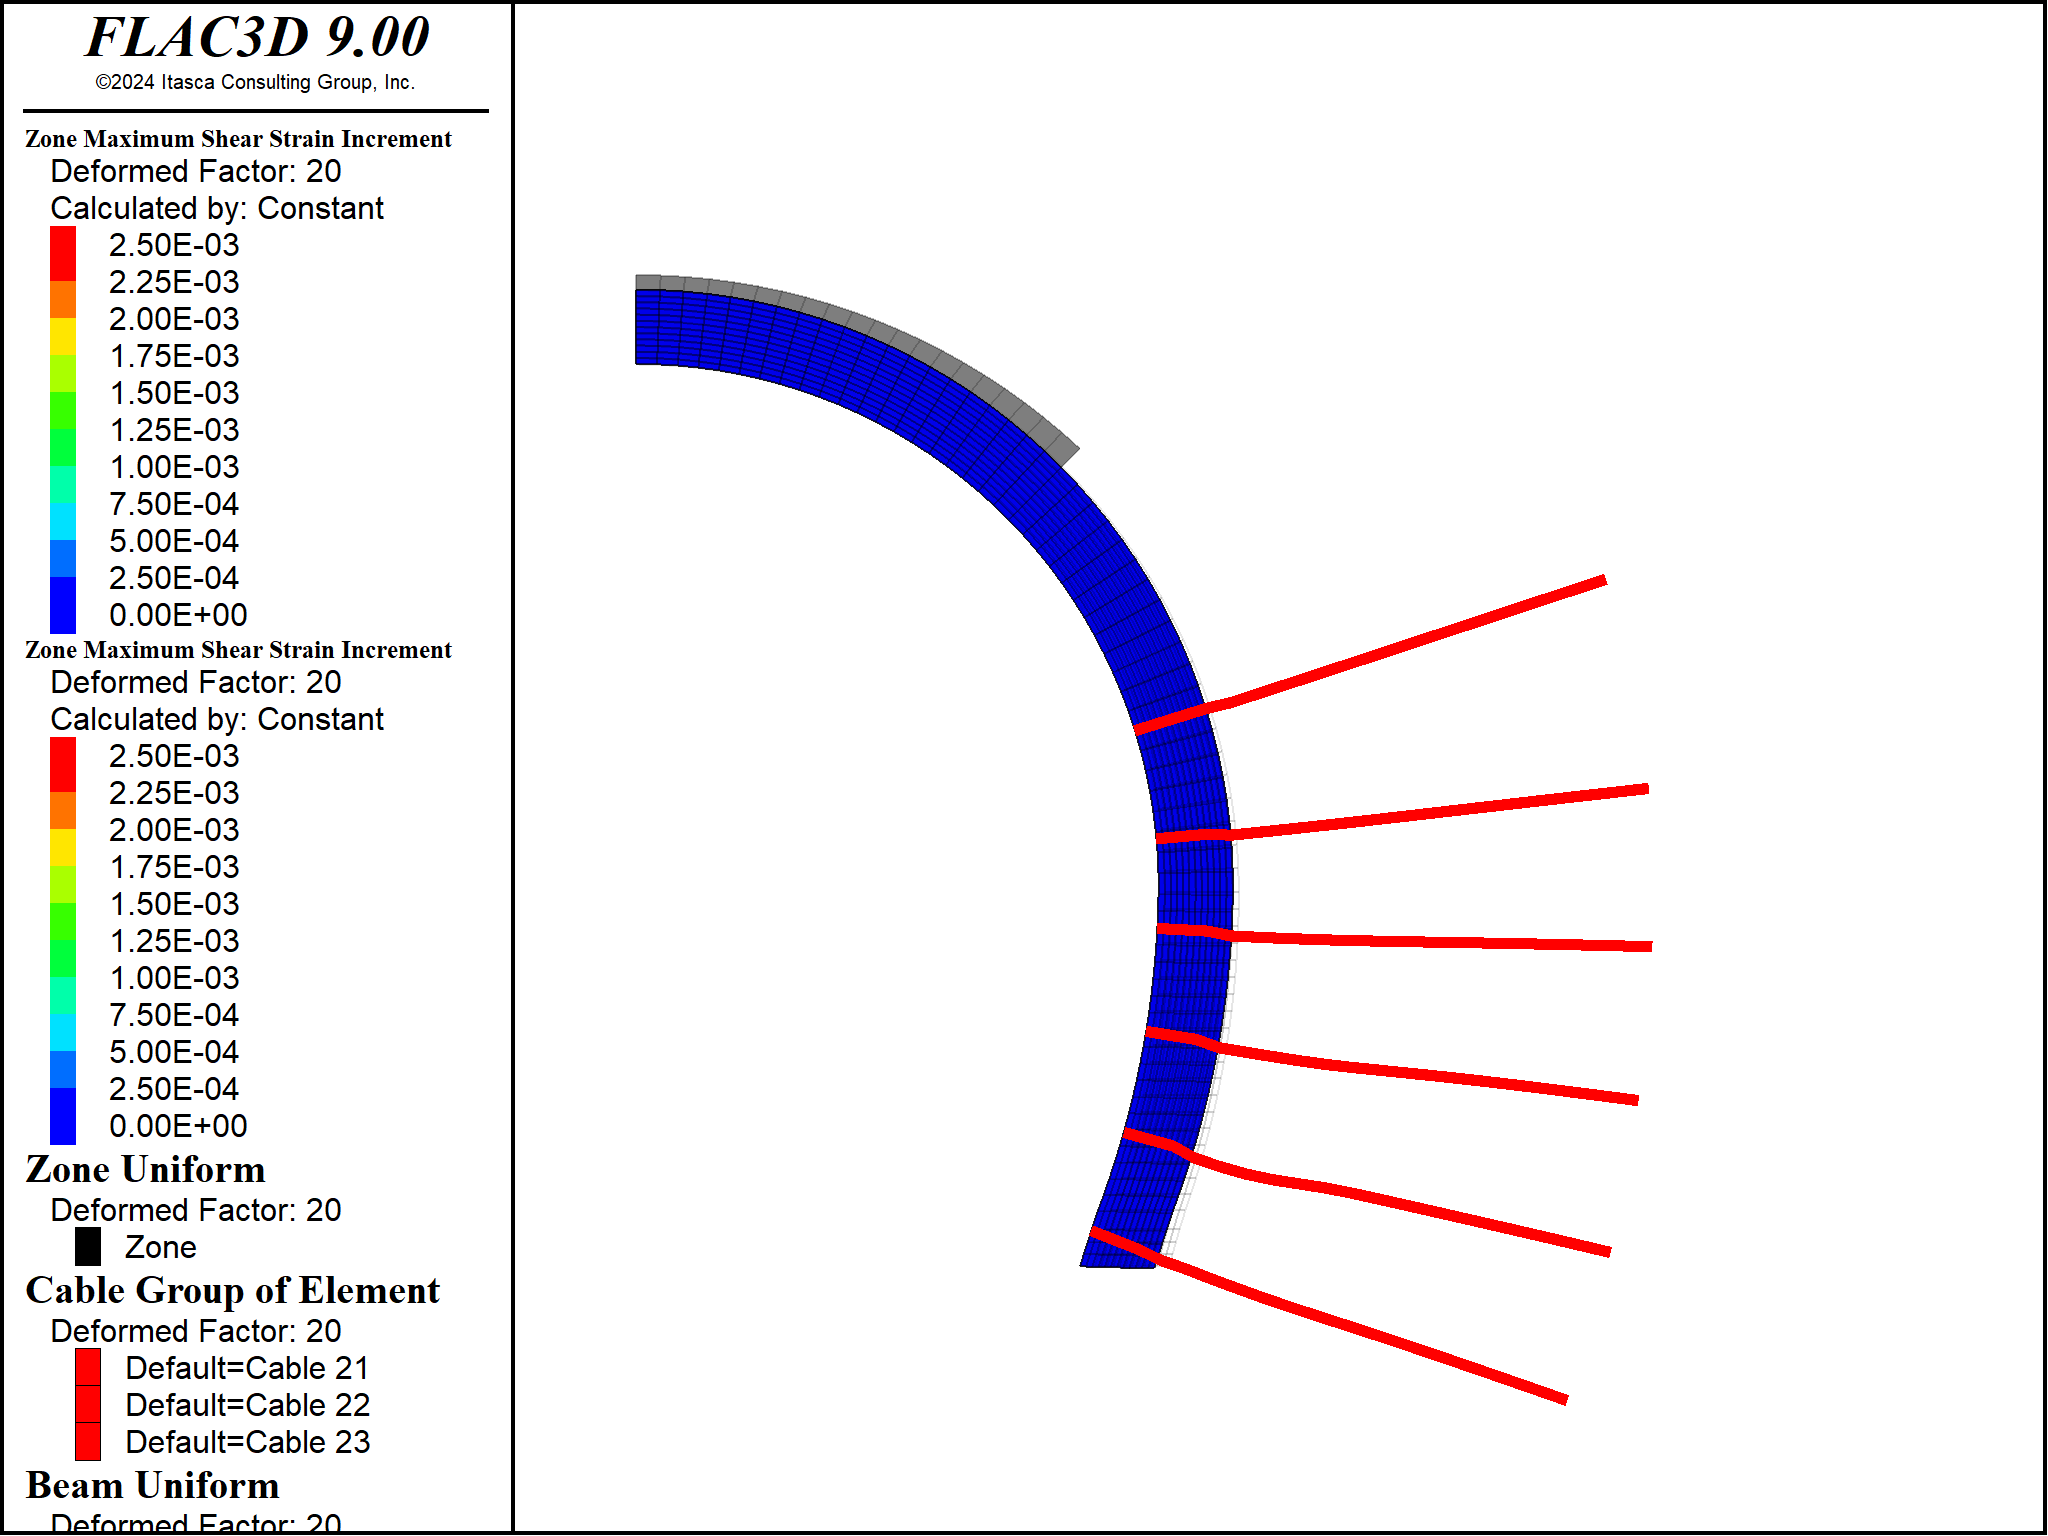 FLAC3D 9.00
©2024 Itasca Consulting Group, Inc.
Zone Maximum Shear Strain Increment
Deformed Factor: 20
Calculated by: Constant
2.50E-03
2.25E-03
2.00E-03
1.75E-03
1.50E-03
1.25E-03
1.00E-03
7.50E-04
5.00E-04
2.50E-04
0.00E+00
Zone Maximum Shear Strain Increment
Deformed Factor: 20
Calculated by: Constant
2.50E-03
2.25E-03
2.00E-03
1.75E-03
1.50E-03
1.25E-03
1.00E-03
7.50E-04
5.00E-04
2.50E-04
0.00E+00
Zone Uniform
Deformed Factor: 20
Zone
Cable Group of Element
Deformed Factor: 20
Default=Cable 21
Default=Cable 22
Default=Cable 23
Beam Uniform
Deformed Factor: 20